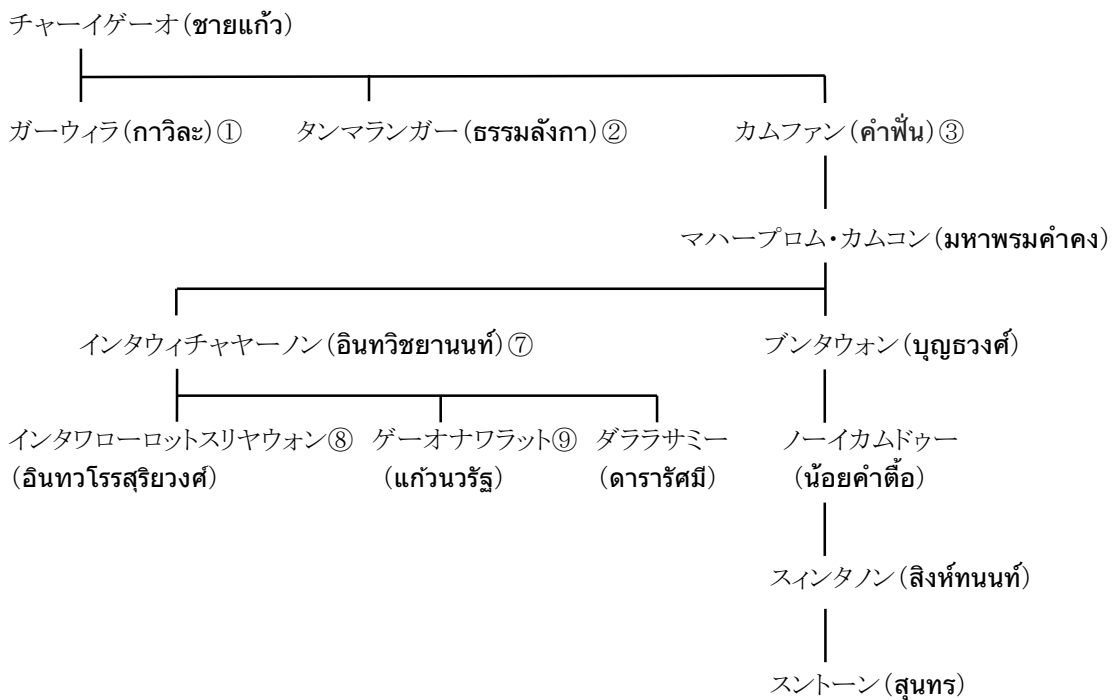 チャーイゲーオ(ชายแก้ว)
ガーウィラ(กาวิละ)① タンマランガー(ธรรมลังกา)② カムファン(คำฟั่น)③
マハープロム・カムコン(มหาพรมคำคง)
インタウィチャヤーノン(อินทวิชยานนท์)⑦ ブンタウォン(บุญธวงศ์)
インタワローロットスリヤウォン⑧ ゲーオナワラット⑨ ダララサミー ノーイカムドゥー
(อินทวโรรสุริยวงศ์) (แก้วนวรัฐ) (ดารารัศมี) (น้อยคำตื้อ)
スィンタノン(สิงห์ทนนท์)
スントーン(สุนทร)